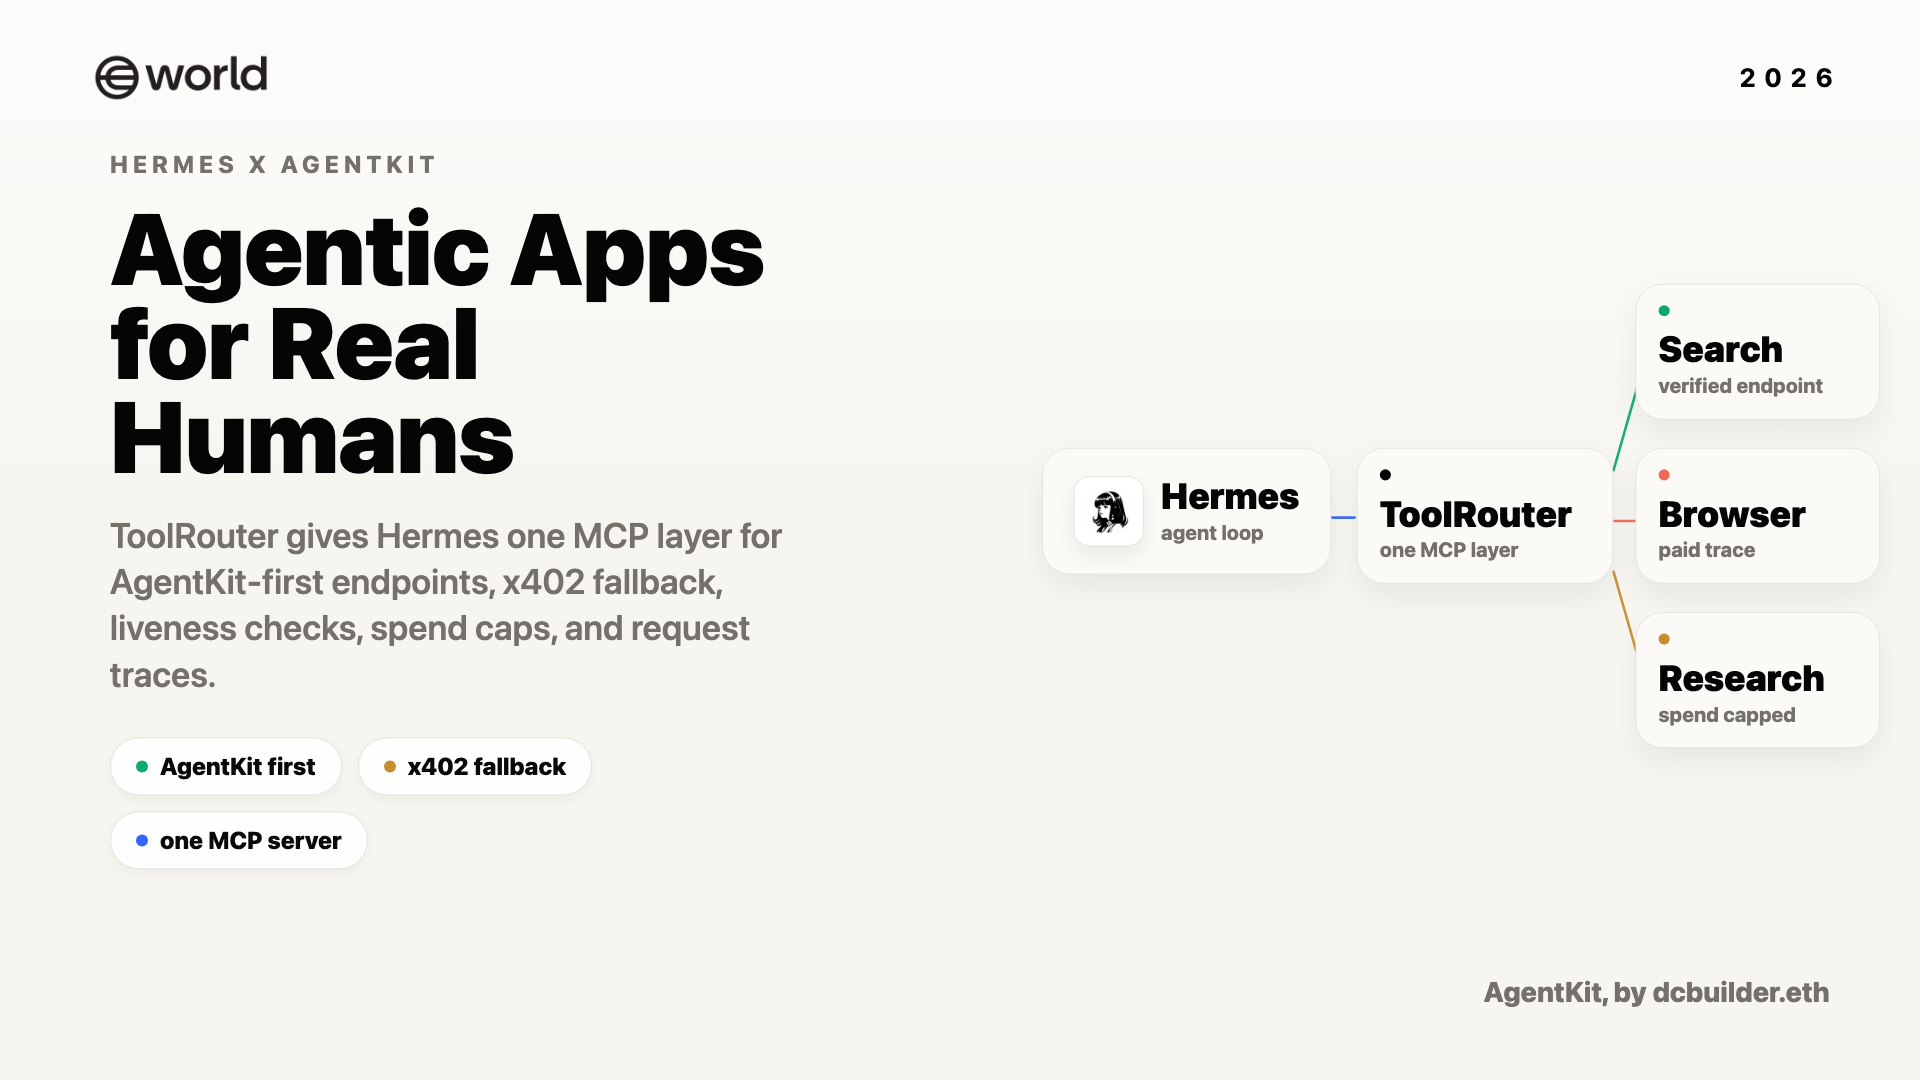 world
2026
HERMES X AGENTKIT
Agentic Apps
for Real
Humans
ToolRouter gives Hermes one MCP layer for
AgentKit-first endpoints, x402 fallback,
liveness checks, spend caps, and request
traces.
AgentKit first
x402 fallback
one MCP server
Hermes
agent loop
ToolRouter
one MCP layer
Search
verified endpoint
Browser
paid trace
Research
spend capped
AgentKit, by dcbuilder.eth